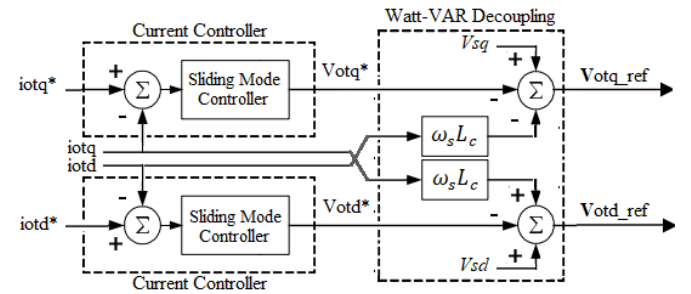 Watt-VAR Decoupling
Current Controller
Vsq
iotq*
+
Σ
-
Sliding Mode
Controller
Votq*
+
-
Σ
-
Votq_ref
iotq
iotd
ωsLc
ωsLc
iotd*
-
Σ
+
Sliding Mode
Controller
Votd*
+
-
Σ
+
Votd_ref
Vsd
Current Controller